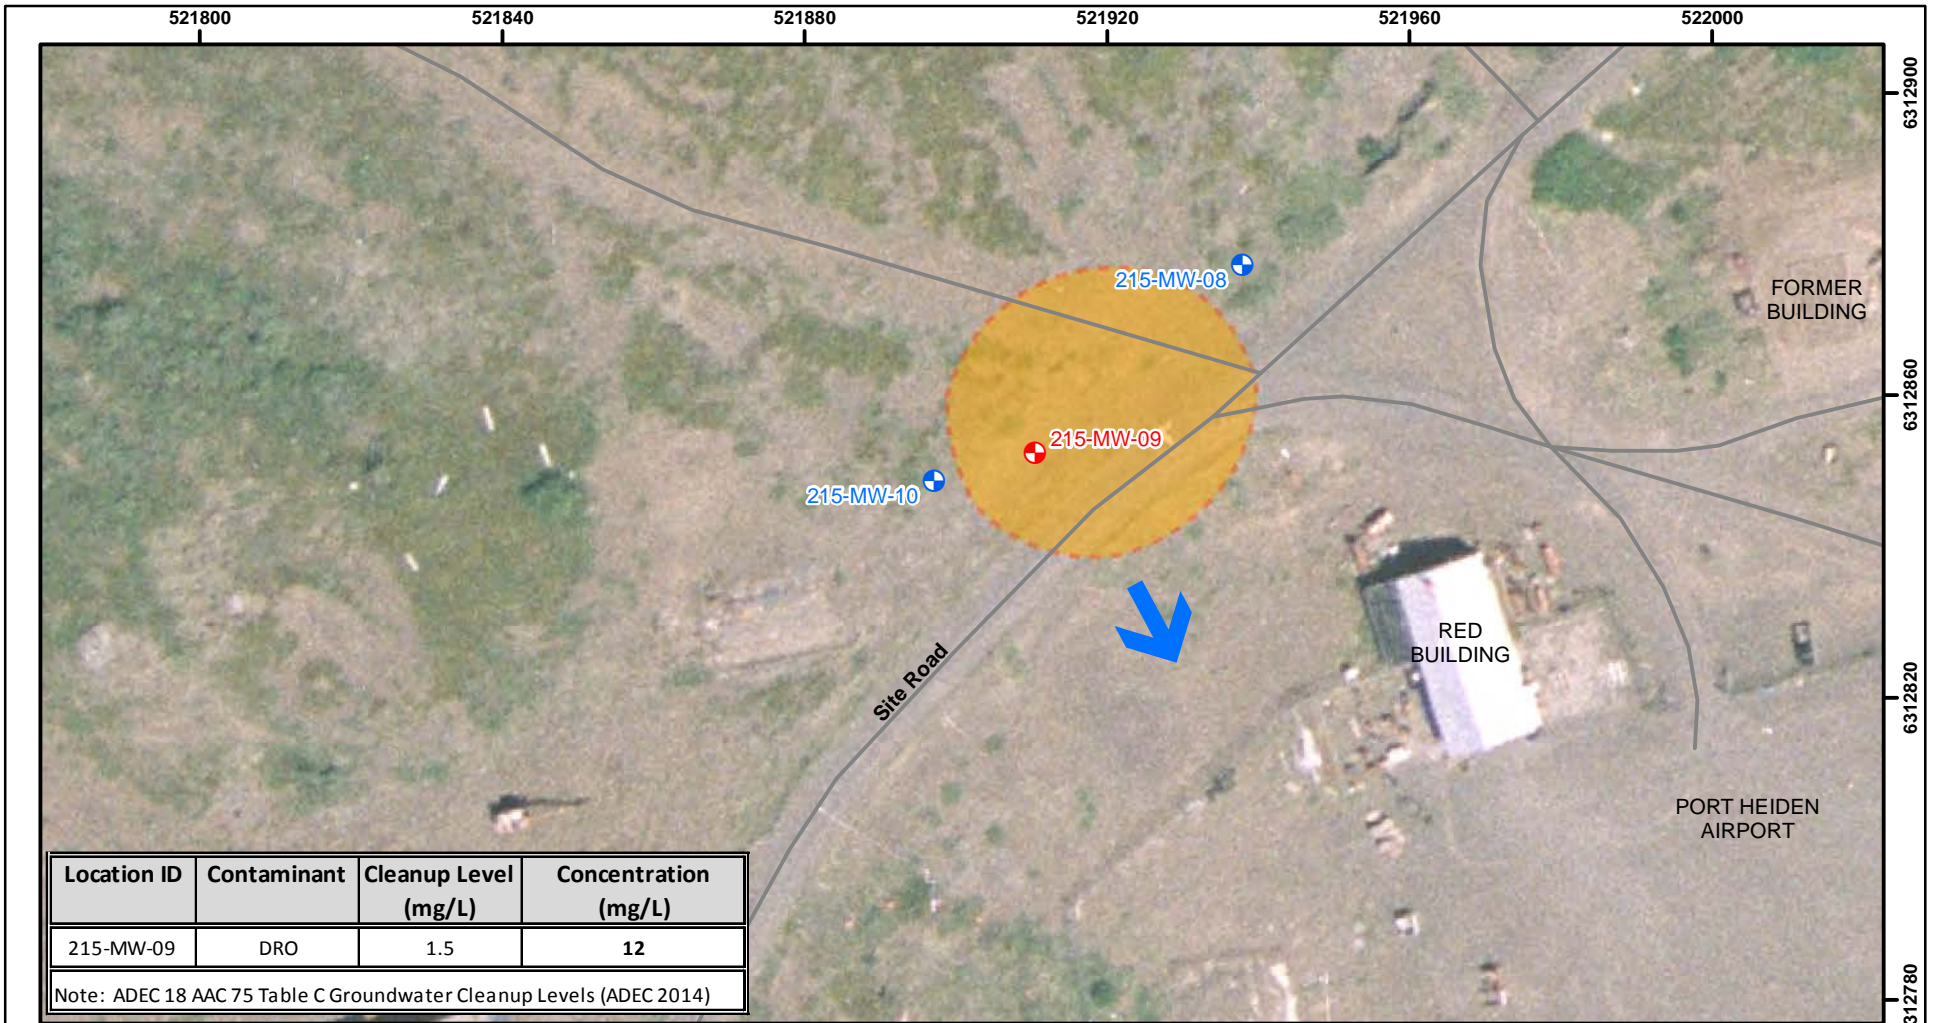 521800 521840 521880 521920 521960 522000
6312900
215-MW-08
FORMER
BUILDING
6312860
215-MW-09
215-MW-10
RED
BUILDING
Site Road
6312820
PORT HEIDEN
AIRPORT
Location ID Contaminant Cleanup Level (mg/L) Concentration (mg/L)
215-MW-09 DRO 1.5 12
Note: ADEC 18 AAC 75 Table C Groundwater Cleanup Levels (ADEC 2014)